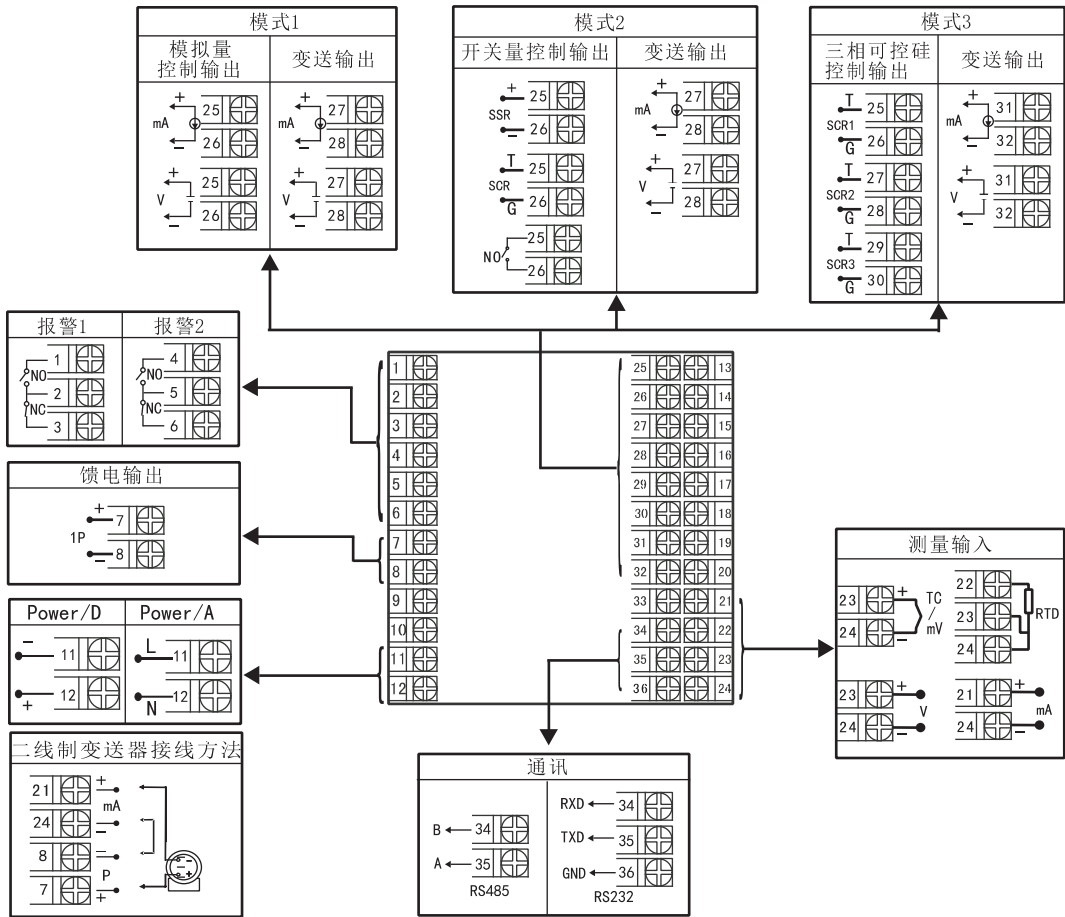 模式1
模拟量
控制输出
变送输出
+
mA
−
25
26
+
mA
−
27
28
+
V
−
25
26
+
V
−
27
28
模式2
开关量控制输出
变送输出
+
SSR
−
25
26
T
SCR
G
25
26
NO
25
26
+
mA
−
27
28
+
V
−
27
28
模式3
三相可控硅
控制输出
变送输出
T
SCR1
G
25
26
T
SCR2
G
27
28
T
SCR3
G
29
30
+
mA
−
31
32
+
V
−
31
32
报警1
报警2
1
NO
2
NC
3
4
NO
5
NC
6
馈电输出
+
7
1P
−
8
Power/D
Power/A
−
11
12
+
L
11
12
N
二线制变送器接线方法
21
+
mA
24
−
8
−
P
7
+
−
−
+
1
2
3
4
5
6
7
8
9
10
11
12
25 13
26 14
27 15
28 16
29 17
30 18
31 19
32 20
33 21
34 22
35 23
36 24
测量输入
23
+
TC
/
mV
24
−
22
23
24
RTD
23
+
V
24
−
21
+
mA
24
−
通讯
B
34
A
35
RS485
RXD
34
TXD
35
GND
36
RS232